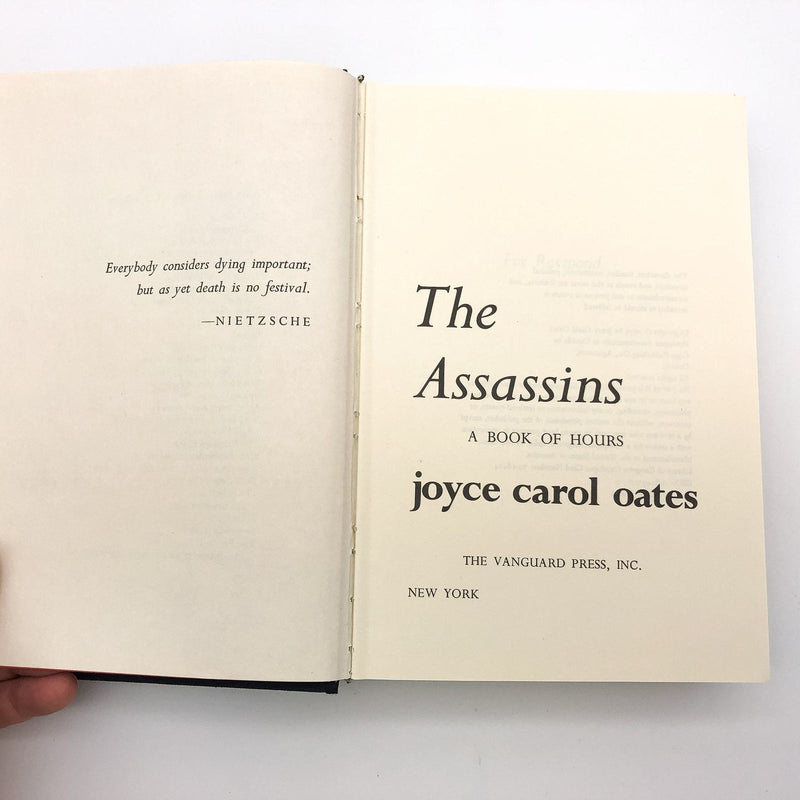 Everybody considers dying important;
but as yet death is no festival.
—NIETZSCHE
The
Assassins
A BOOK OF HOURS
joyce carol oates
THE VANGUARD PRESS, INC.
NEW YORK